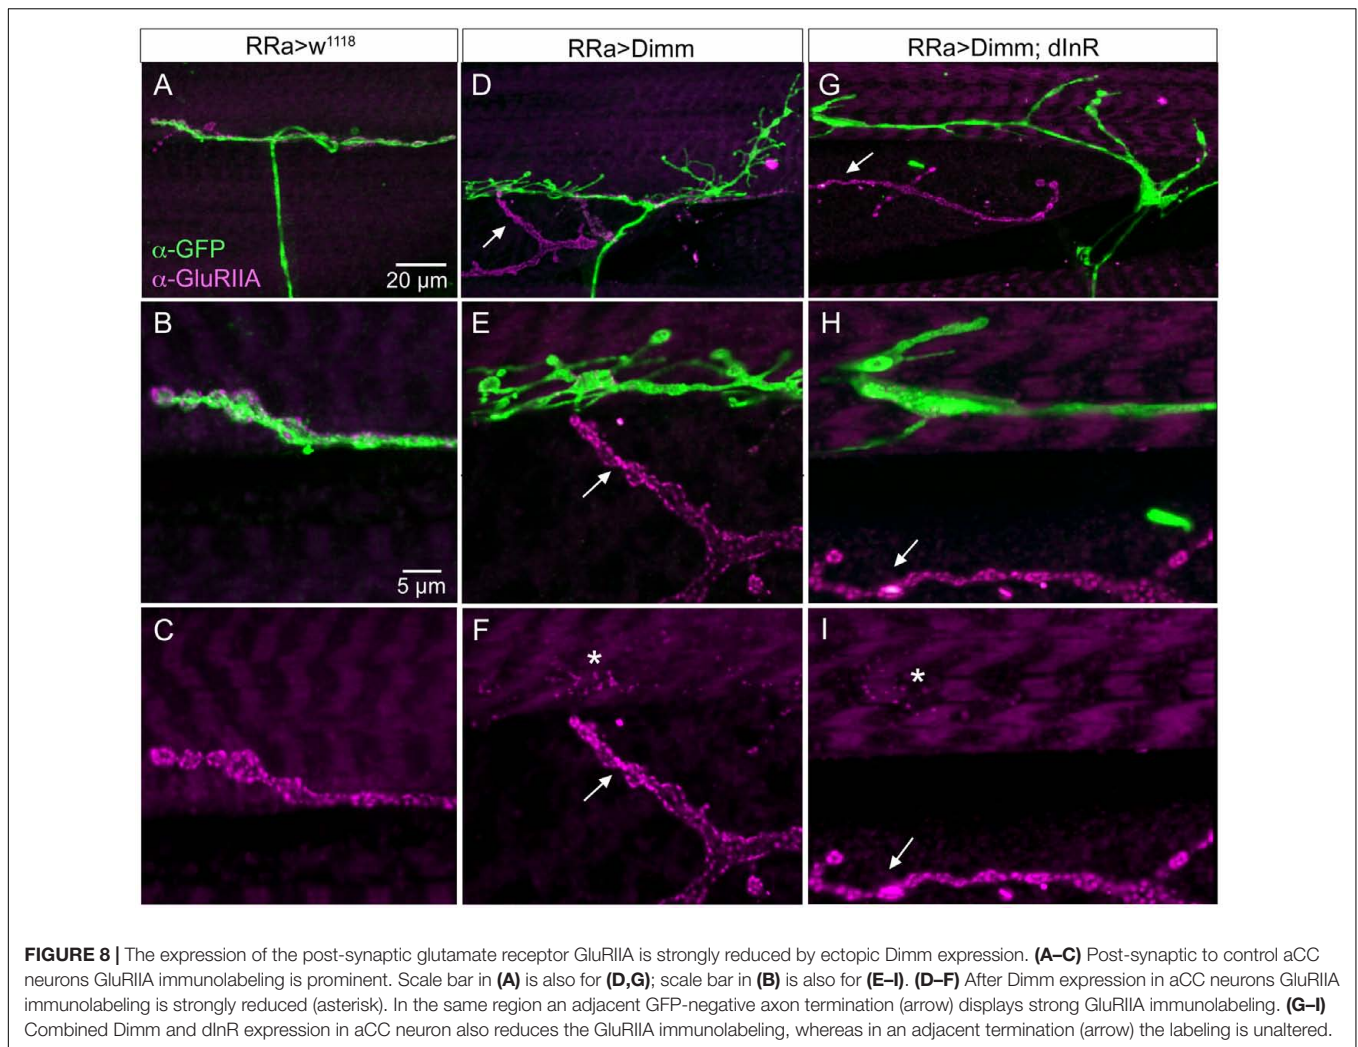 RRa>w1118
RRa>Dimm
RRa>Dimm; dInR
A
D
G
α-GFP
α-GluRIIA
20 µm
B
E
H
5 µm
C
F
*
I
*
FIGURE 8 | The expression of the post-synaptic glutamate receptor GluRIIA is strongly reduced by ectopic Dimm expression. (A–C) Post-synaptic to control aCC
neurons GluRIIA immunolabeling is prominent. Scale bar in (A) is also for (D,G); scale bar in (B) is also for (E–I). (D–F) After Dimm expression in aCC neurons GluRIIA
immunolabeling is strongly reduced (asterisk). In the same region an adjacent GFP-negative axon termination (arrow) displays strong GluRIIA immunolabeling. (G–I)
Combined Dimm and dInR expression in aCC neuron also reduces the GluRIIA immunolabeling, whereas in an adjacent termination (arrow) the labeling is unaltered.